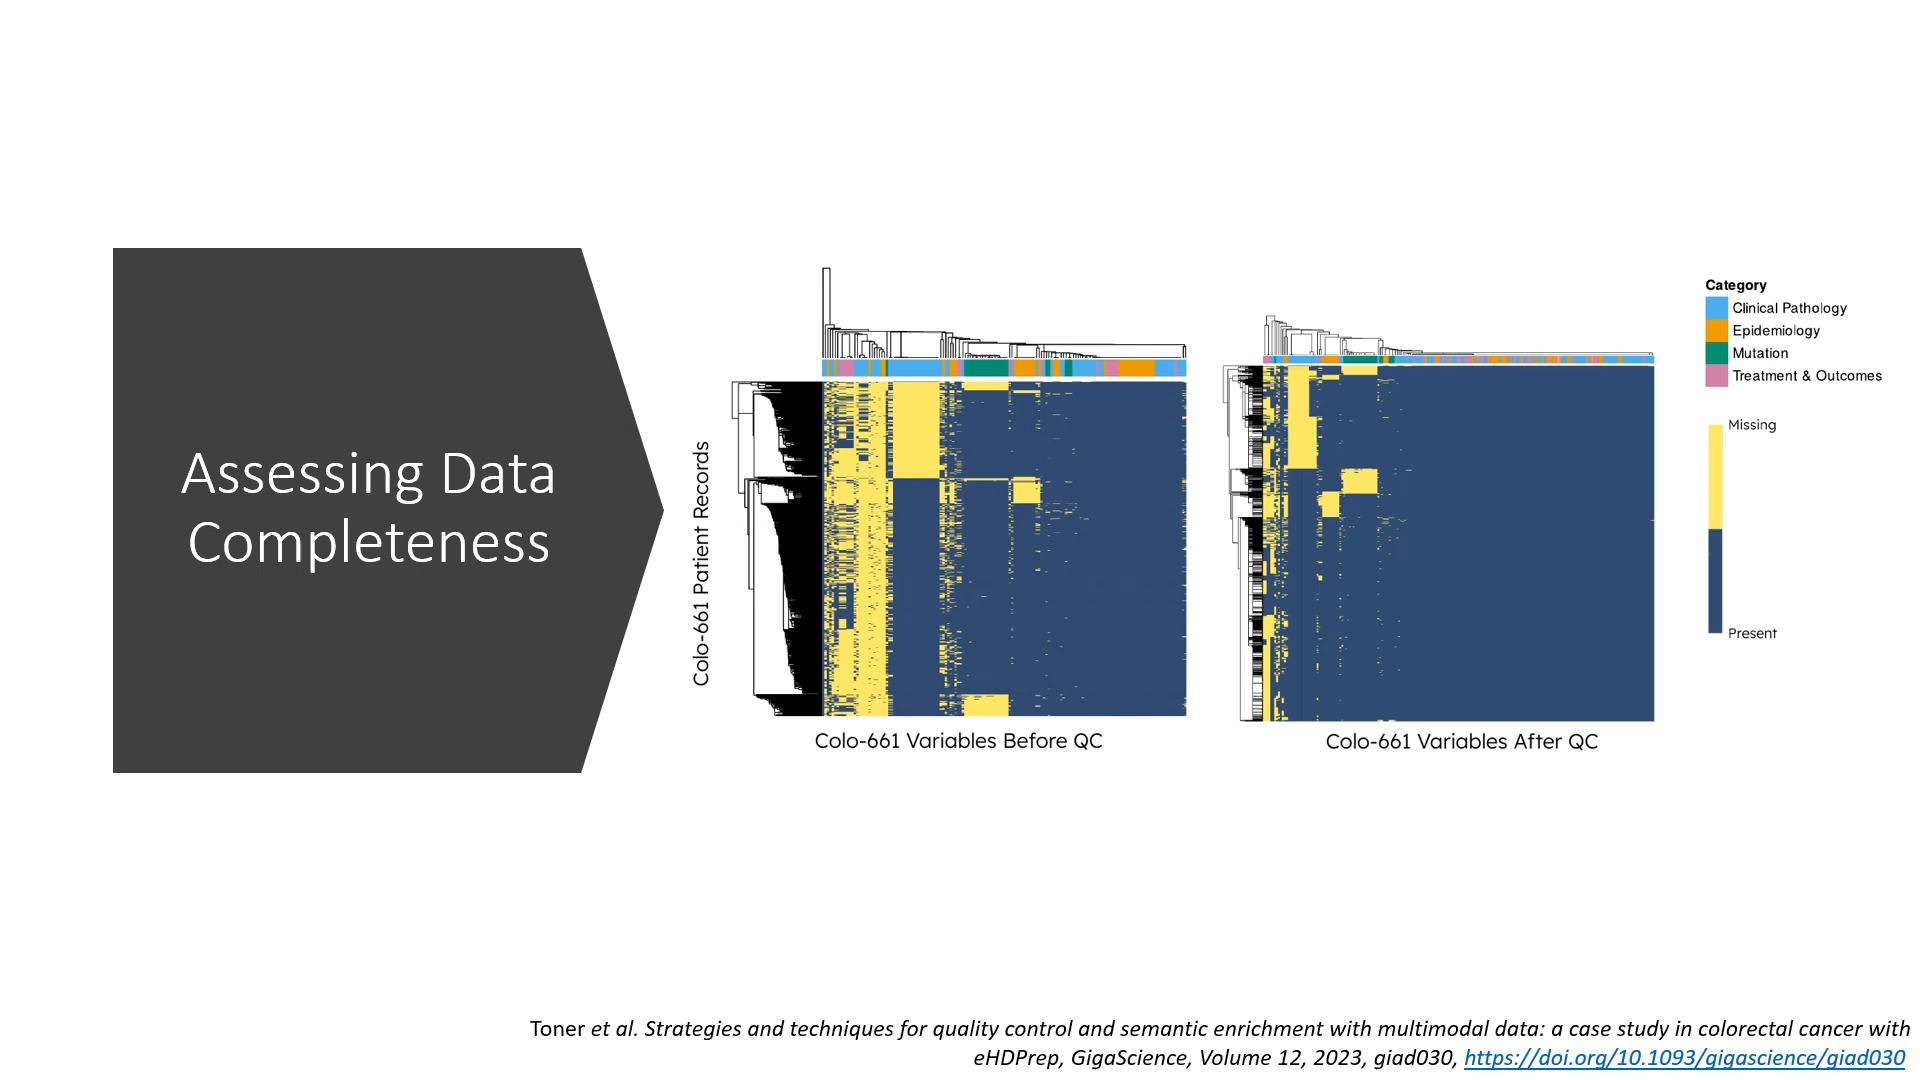 Assessing Data
Completeness
Colo-661 Patient Records
Colo-661 Variables Before QC
Colo-661 Variables After QC
Category
Clinical Pathology
Epidemiology
Mutation
Treatment & Outcomes
Missing
Present
Toner et al. Strategies and techniques for quality control and semantic enrichment with multimodal data: a case study in colorectal cancer with
eHDPrep, GigaScience, Volume 12, 2023, giad030, https://doi.org/10.1093/gigascience/giad030